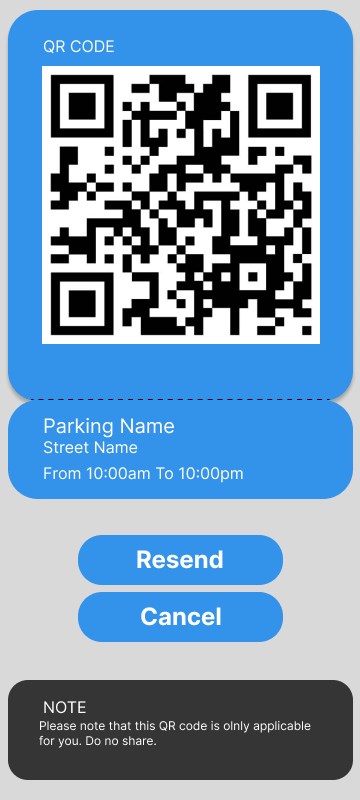 QR CODE
Parking Name
Street Name
From 10:00am To 10:00pm
Resend
Cancel
NOTE
Please note that this QR code is olnly applicable
for you. Do no share.